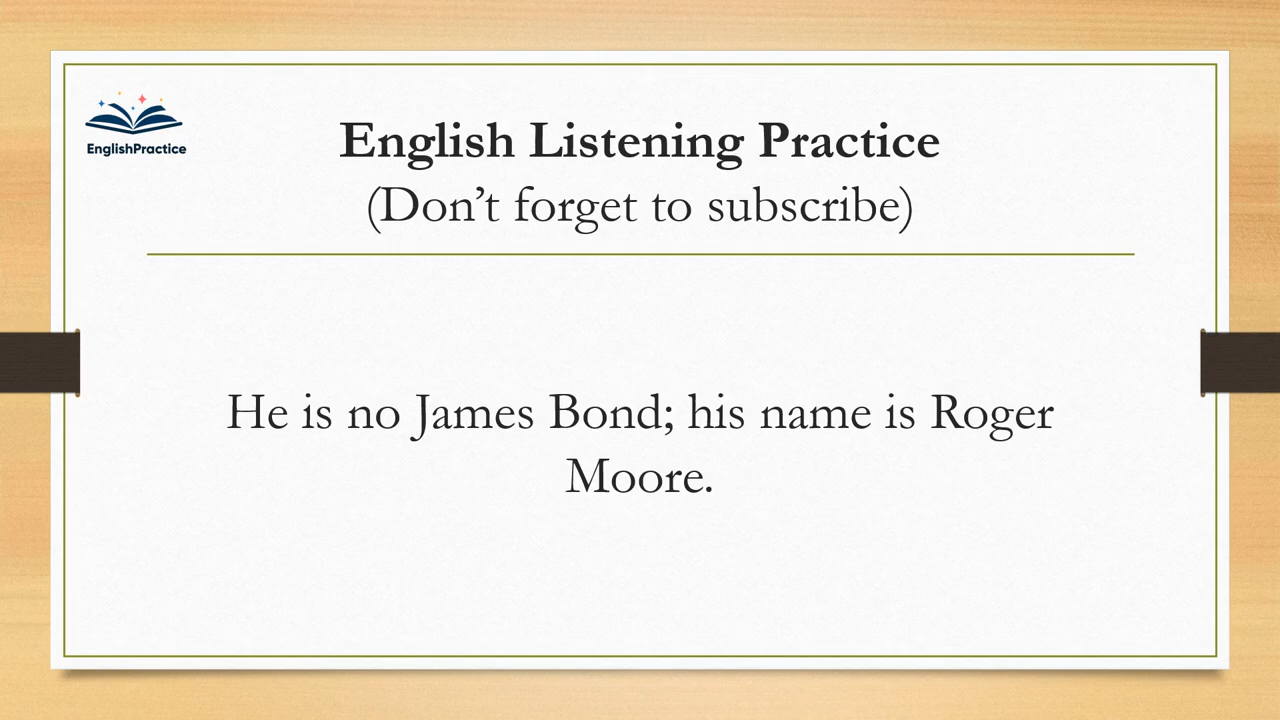 EnglishPractice
English Listening Practice
(Don’t forget to subscribe)
He is no James Bond; his name is Roger
Moore.